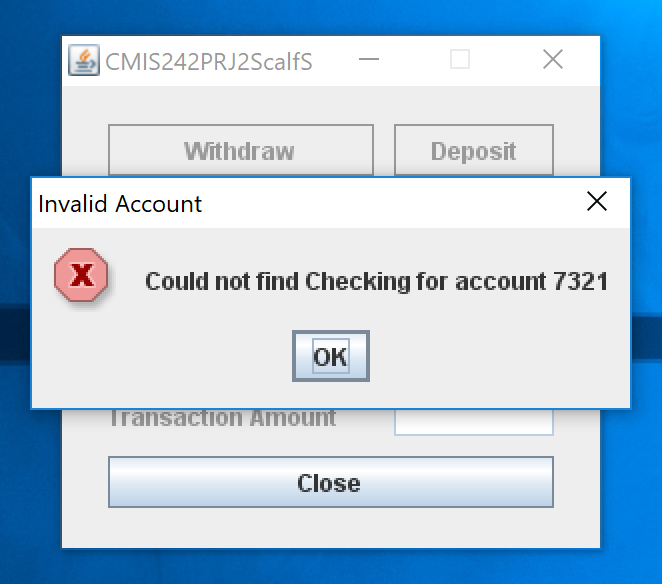 CMIS242PRJ2ScalfS
Withdraw
Deposit
Invalid Account
X
Could not find Checking for account 7321
OK
Transaction Amount
Close